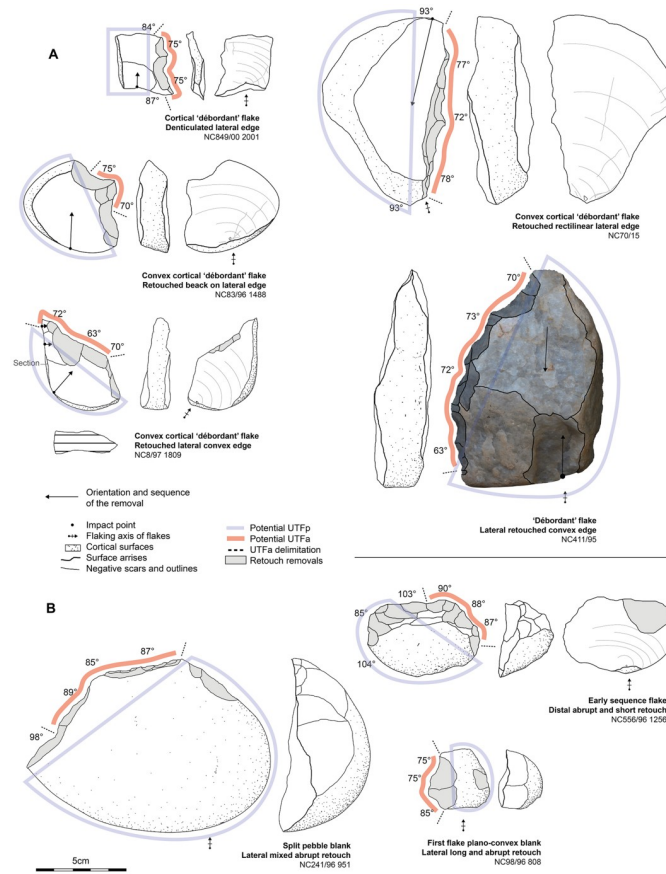 A
84°
75°
75°
87°
Cortical ‘débordant’ flake
Denticulated lateral edge
NC849/00 2001
93°
77°
72°
78°
93°
Convex cortical ‘débordant’ flake
Retouched rectilinear lateral edge
NC70/15
75°
70°
Convex cortical ‘débordant’ flake
Retouched beack on lateral edge
NC83/96 1488
72°
63°
70°
Section
Convex cortical ‘débordant’ flake
Retouched lateral convex edge
NC8/97 1809
70°
73°
72°
63°
‘Débordant’ flake
Lateral retouched convex edge
NC411/95
Orientation and sequence
of the removal
Impact point
Flaking axis of flakes
Cortical surfaces
Surface arrises
Negative scars and outlines
Potential UTFp
Potential UTFa
UTFa delimitation
Retouch removals
B
87°
85°
89°
98°
Split pebble blank
Lateral mixed abrupt retouch
NC241/96 951
103°
90°
88°
87°
85°
104°
Early sequence flake
Distal abrupt and short retouch
NC556/96 1256
75°
75°
85°
First flake plano-convex blank
Lateral long and abrupt retouch
NC98/96 808
5cm